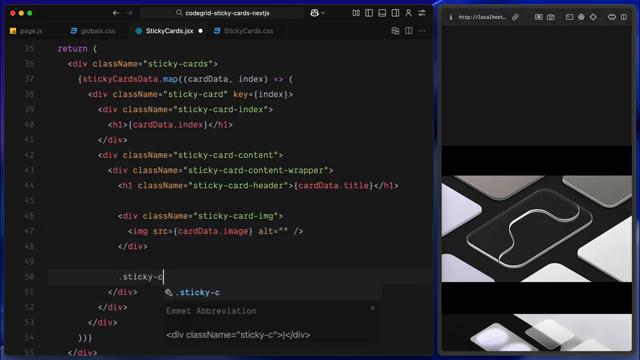 codegrid-sticky-cards-nextjs
page.js
globals.css
StickyCards.jsx
StickyCards.css
http://localhost...
35 return (
36 <div className="sticky-cards">
37 {stickyCardsData.map((cardData, index) => (
38 <div className="sticky-card" key={index}>
39 <div className="sticky-card-index">
40 <h1>{cardData.index}</h1>
41 </div>
42 <div className="sticky-card-content">
43 <div className="sticky-card-content-wrapper">
44 <h1 className="sticky-card-header">{cardData.title}</h1>
45
46 <div className="sticky-card-img">
47 <img src={cardData.image} alt="" />
48 </div>
49
50 .sticky-c
51 </div>
.sticky-c
52 </div>
Emmet Abbreviation
53 </div>
54 ))}
<div className="sticky-c">|</div>
55 </div>